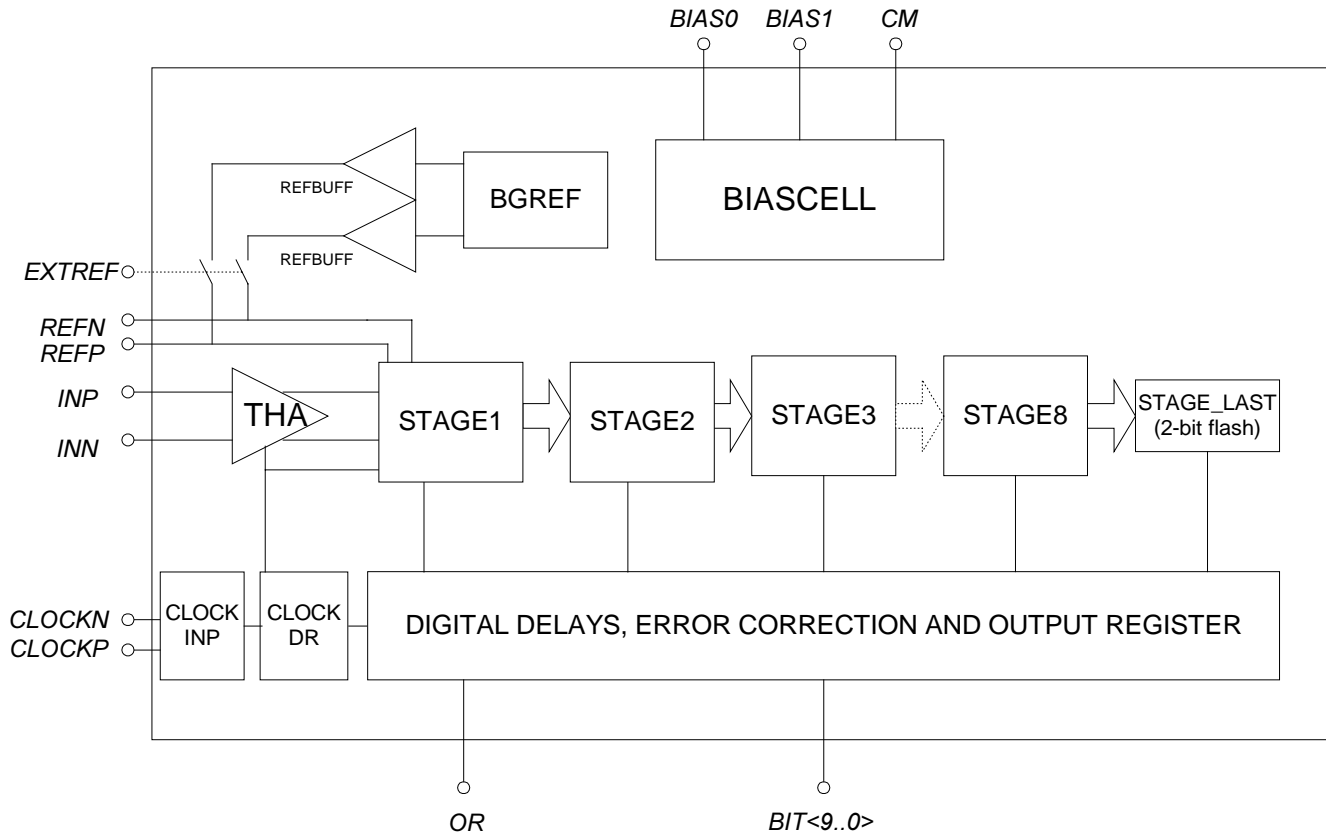 BIAS0 BIAS1 CM
REFBUFF
BGREF
BIASCELL
REFBUFF
EXTREF
REFN
REFP
INP
INN
THA
STAGE1
STAGE2
STAGE3
STAGE8
STAGE_LAST
(2-bit flash)
CLOCKN
CLOCKP
CLOCK
INP
CLOCK
DR
DIGITAL DELAYS, ERROR CORRECTION AND OUTPUT REGISTER
OR
BIT<9..0>